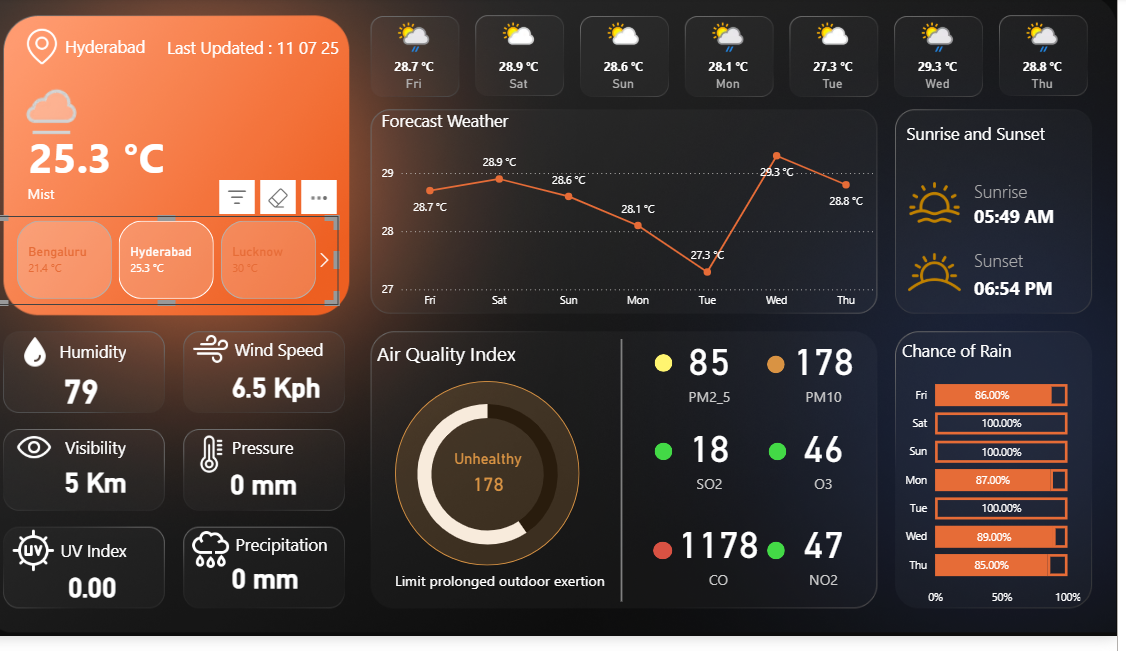 Hyderabad
Last Updated : 11 07 25
25.3 °C
Mist
Bengaluru
21.4 °C
Hyderabad
25.3 °C
Lucknow
30 °C
28.7 °C
Fri
28.9 °C
Sat
28.6 °C
Sun
28.1 °C
Mon
27.3 °C
Tue
29.3 °C
Wed
28.8 °C
Thu
Forecast Weather
29
28
27
28.7 °C
28.9 °C
28.6 °C
28.1 °C
27.3 °C
29.3 °C
28.8 °C
Fri Sat Sun Mon Tue Wed Thu
Sunrise and Sunset
Sunrise
05:49 AM
Sunset
06:54 PM
Humidity
79
Wind Speed
6.5 Kph
Visibility
5 Km
Pressure
0 mm
UV
UV Index
0.00
Precipitation
0 mm
Air Quality Index
Unhealthy
178
Limit prolonged outdoor exertion
85
PM2_5
178
PM10
18
SO2
46
O3
1178
CO
47
NO2
Chance of Rain
Fri 86.00%
Sat 100.00%
Sun 100.00%
Mon 87.00%
Tue 100.00%
Wed 89.00%
Thu 85.00%
0% 50% 100%